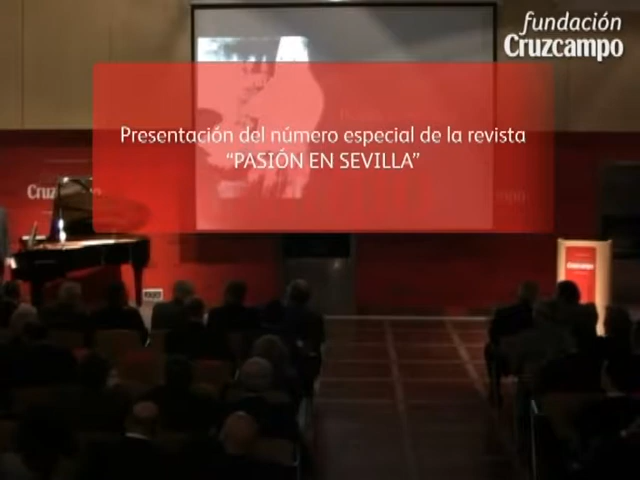 fundación
Cruzcampo
Presentación del número especial de la revista
“PASIÓN EN SEVILLA”